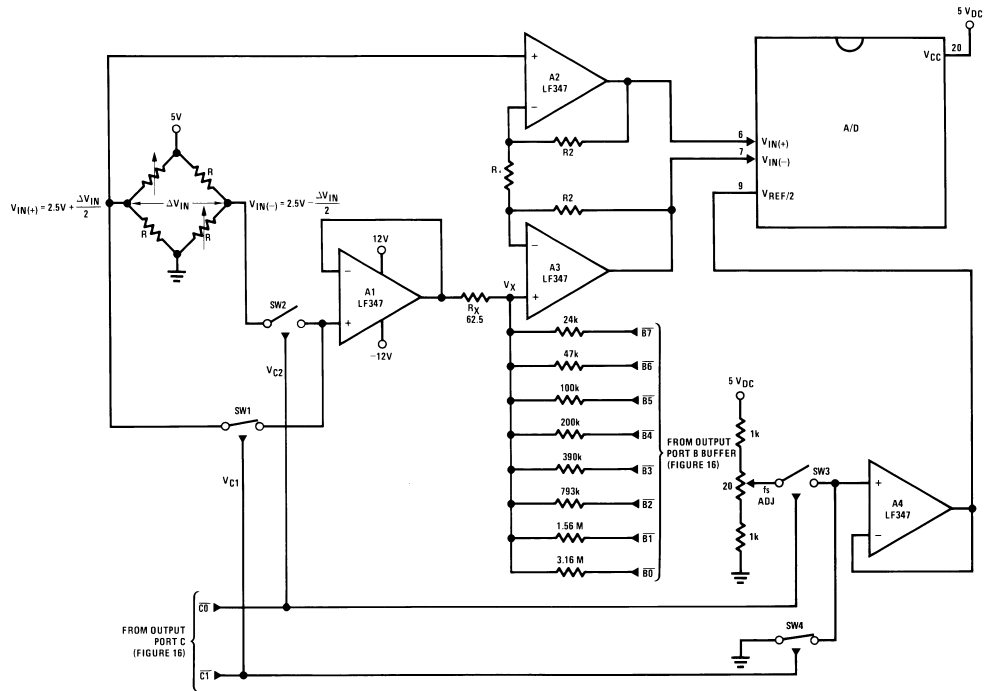 5 VDC
20
VCC
A/D
6 VIN(+)
7 VIN(−)
9 VREF/2
+
A2
LF347
−
R2
R.
R2
−
A3
LF347
+
5V
R
ΔVIN
R
R
VIN(+) = 2.5V + ΔVIN/2
VIN(−) = 2.5V − ΔVIN/2
12V
−
A1
LF347
+
−12V
SW2
VC2
RX
62.5
VX
SW1
VC1
24k B7̅
47k B6̅
100k B5̅
200k B4̅
390k B3̅
793k B2̅
1.56 M B1̅
3.16 M B0̅
FROM OUTPUT
PORT B BUFFER
(FIGURE 16)
5 VDC
1k
20
fs
ADJ
1k
SW3
+
A4
LF347
−
SW4
FROM OUTPUT
PORT C
(FIGURE 16)
C0̅
C1̅